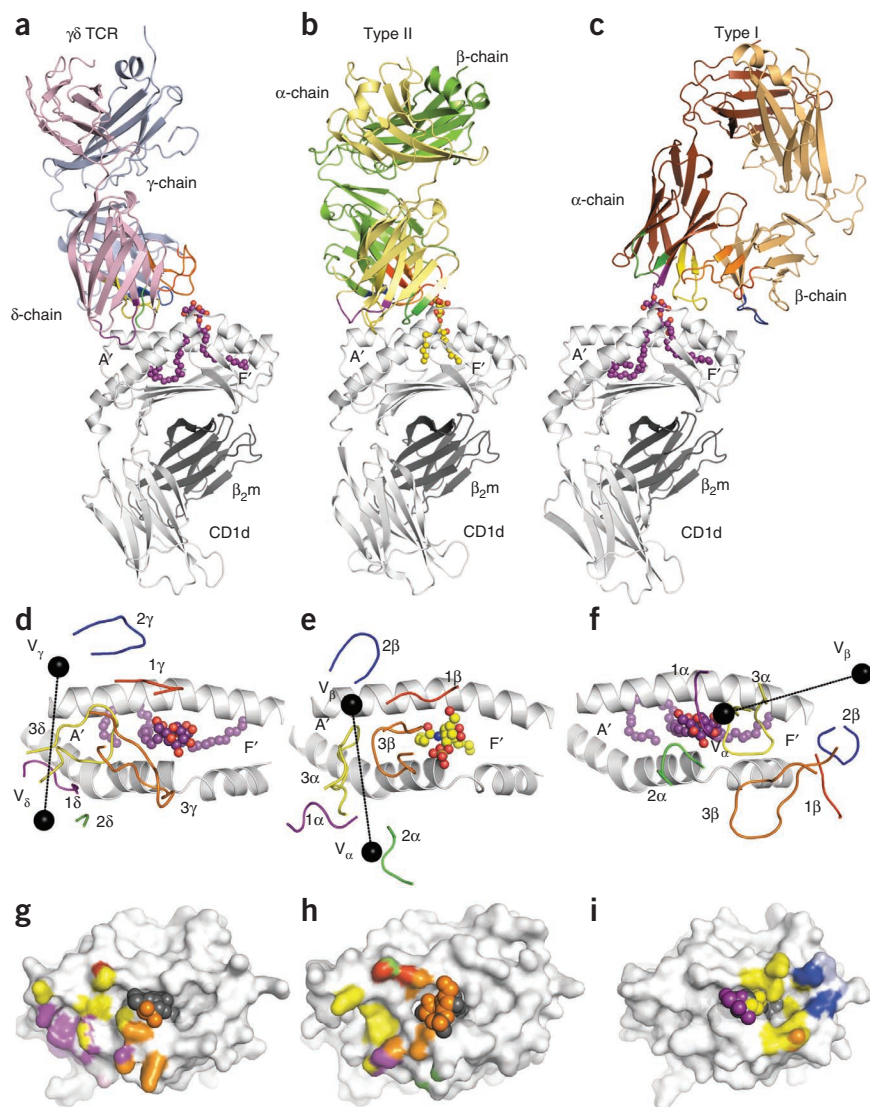 a
b
c
γδ TCR
Type II
Type I
β-chain
α-chain
γ-chain
α-chain
δ-chain
β-chain
A′
A′
F′
A′
F′
β₂m
β₂m
β₂m
CD1d
CD1d
CD1d
d
e
f
2γ
Vγ
1γ
3δ
A′
F′
Vδ
1δ
2δ
3γ
2β
Vβ
1β
A′
3β
F′
3α
1α
Vα
2α
Vβ
1α
3α
2β
A′
Vα
F′
2α
3β
1β
g
h
i